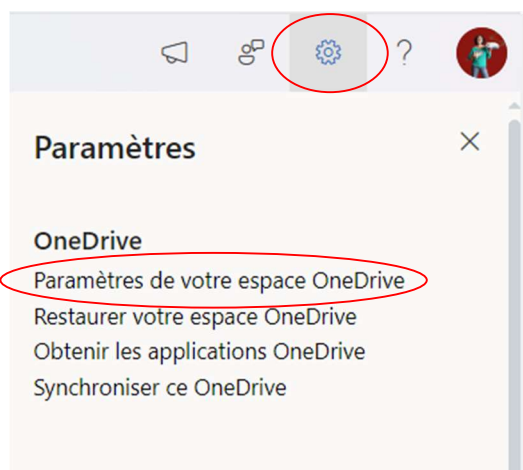 ?
Paramètres
OneDrive
Paramètres de votre espace OneDrive
Restaurer votre espace OneDrive
Obtenir les applications OneDrive
Synchroniser ce OneDrive